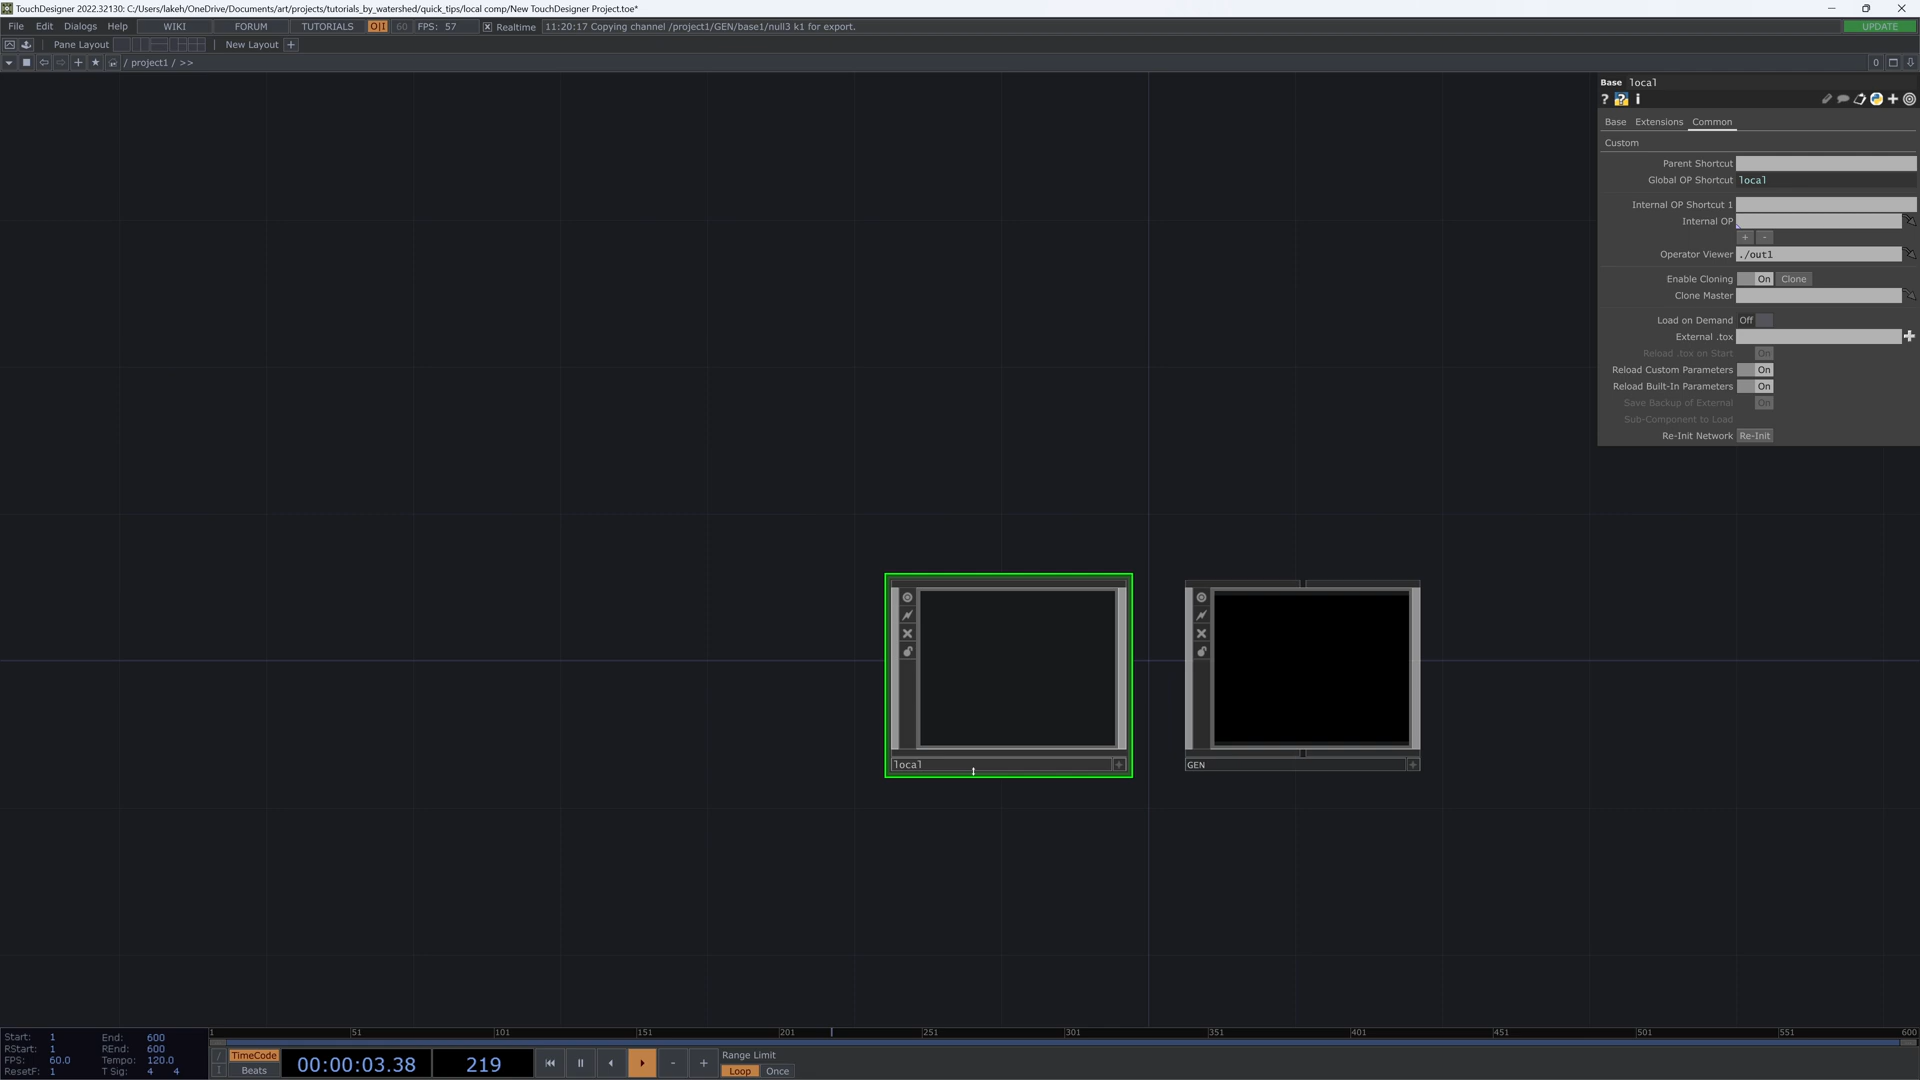 TouchDesigner 2022.32130: C:/Users/lakeh/OneDrive/Documents/art/projects/tutorials_by_watershed/quick_tips/local comp/New TouchDesigner Project.toe*
File Edit Dialogs Help WIKI FORUM TUTORIALS O|I 60 FPS: 57 Realtime 11:20:17 Copying channel /project1/GEN/base1/null3 k1 for export. UPDATE
Pane Layout New Layout +
/ project1 / >> 0
Base local
? ? i
Base Extensions Common
Custom
Parent Shortcut
Global OP Shortcut local
Internal OP Shortcut 1
Internal OP
+ -
Operator Viewer ./out1
Enable Cloning On Clone
Clone Master
Load on Demand Off
External .tox
Reload .tox on Start On
Reload Custom Parameters On
Reload Built-In Parameters On
Save Backup of External On
Sub-Component to Load
Re-Init Network Re-Init
local
GEN
1 51 101 151 201 251 301 351 401 451 501 551 600
Start: 1 End: 600
RStart: 1 REnd: 600
FPS: 60.0 Tempo: 120.0
ResetF: 1 T Sig: 4 4
TimeCode
Beats
00:00:03.38
219
- +
Range Limit
Loop Once